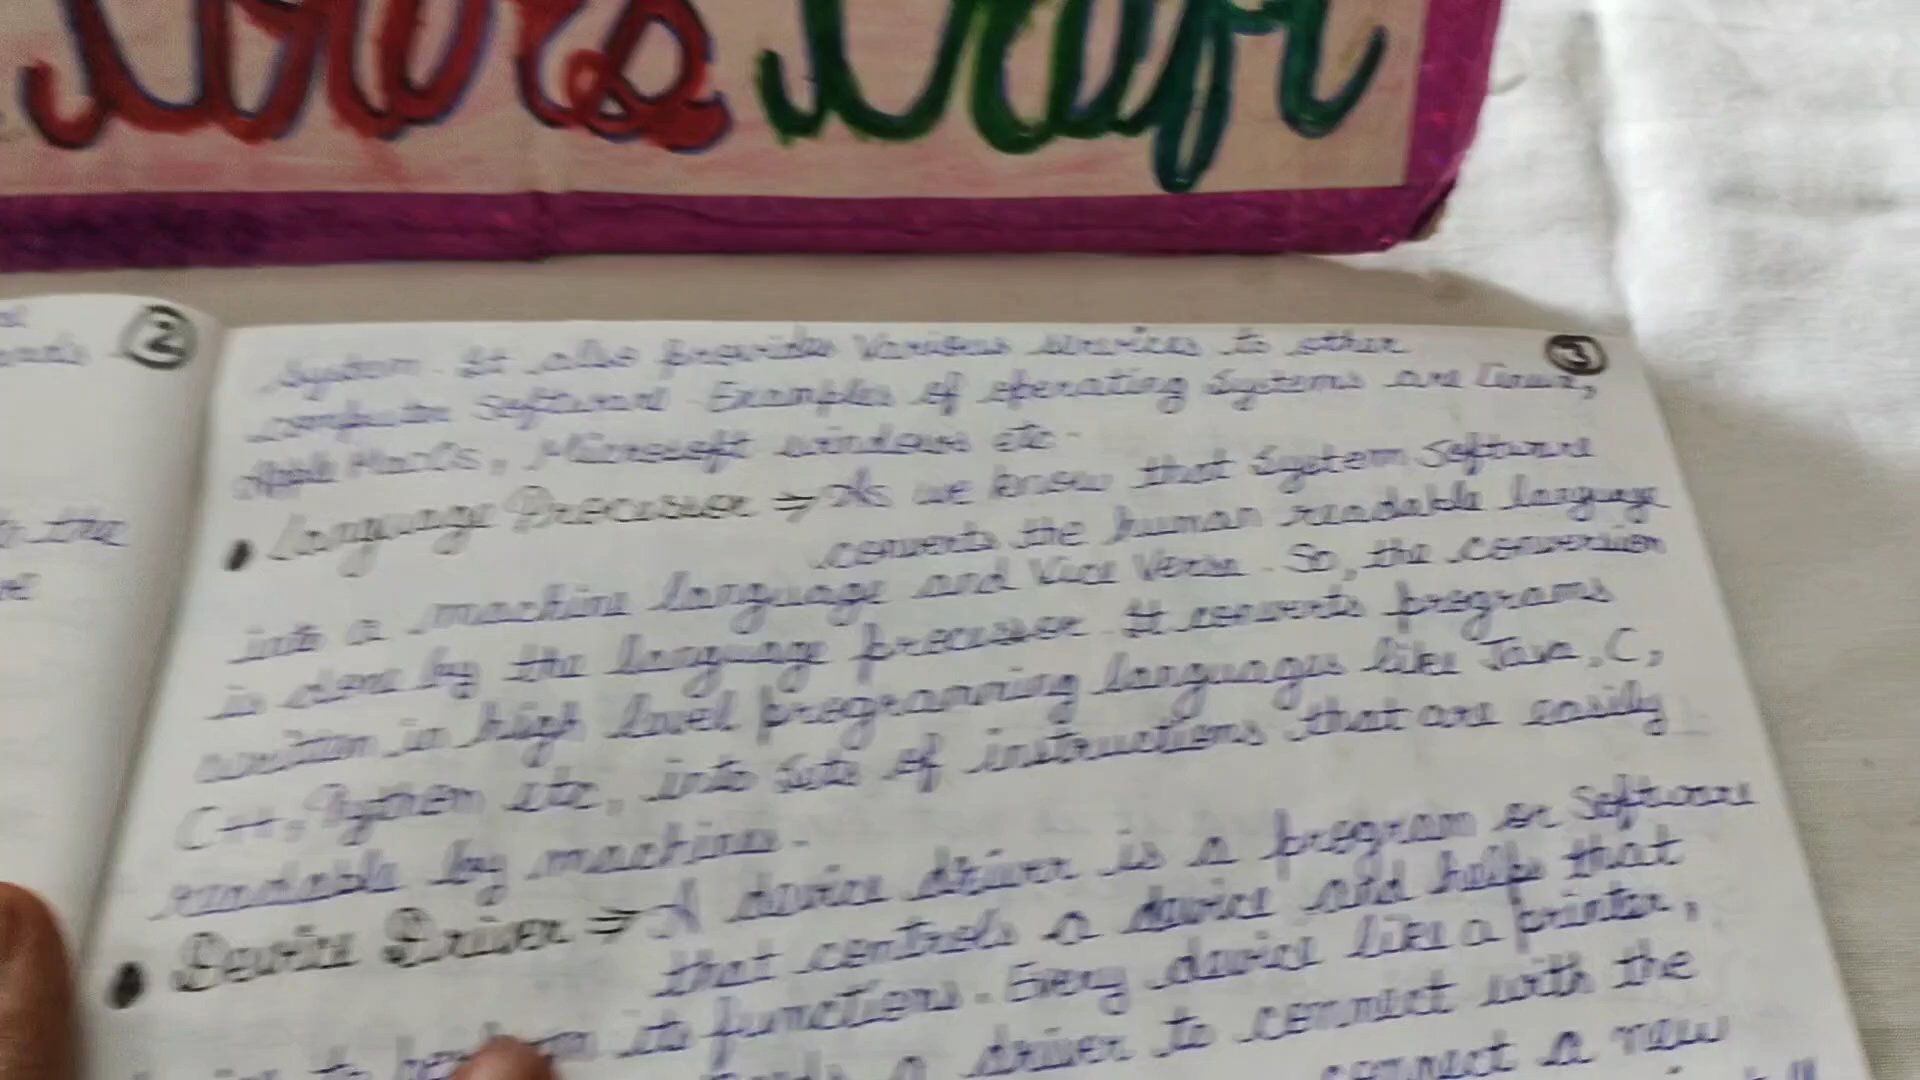 the
②
system. It also provides Various services to other
③
computer Software. Examples of operating Systems are Linux,
Apple MacOs, Microsoft windows etc.
• Language Processor ⇒ As we know that System Software
converts the human readable language
into a machine language and Vice Versa. So, the conversion
is done by the language processor. It converts programs
written in high level programming languages like Java, C,
C++, Python etc, into sets of instructions that are easily
readable by machines.
• Device Driver ⇒ A device driver is a program or Software
that controls a device and helps that
to its functions. Every device like a printer,
a driver to connect with the
connect a new